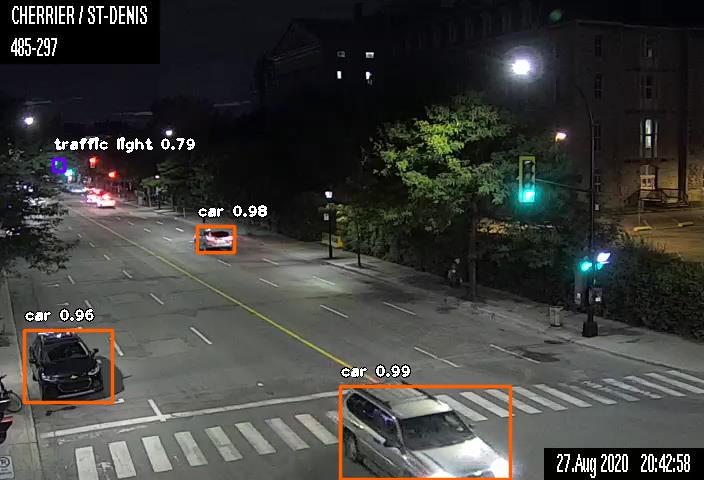 CHERRIER / ST-DENIS
485-297
traffic light 0.79
car 0.98
car 0.96
car 0.99
27.Aug 2020 20:42:58